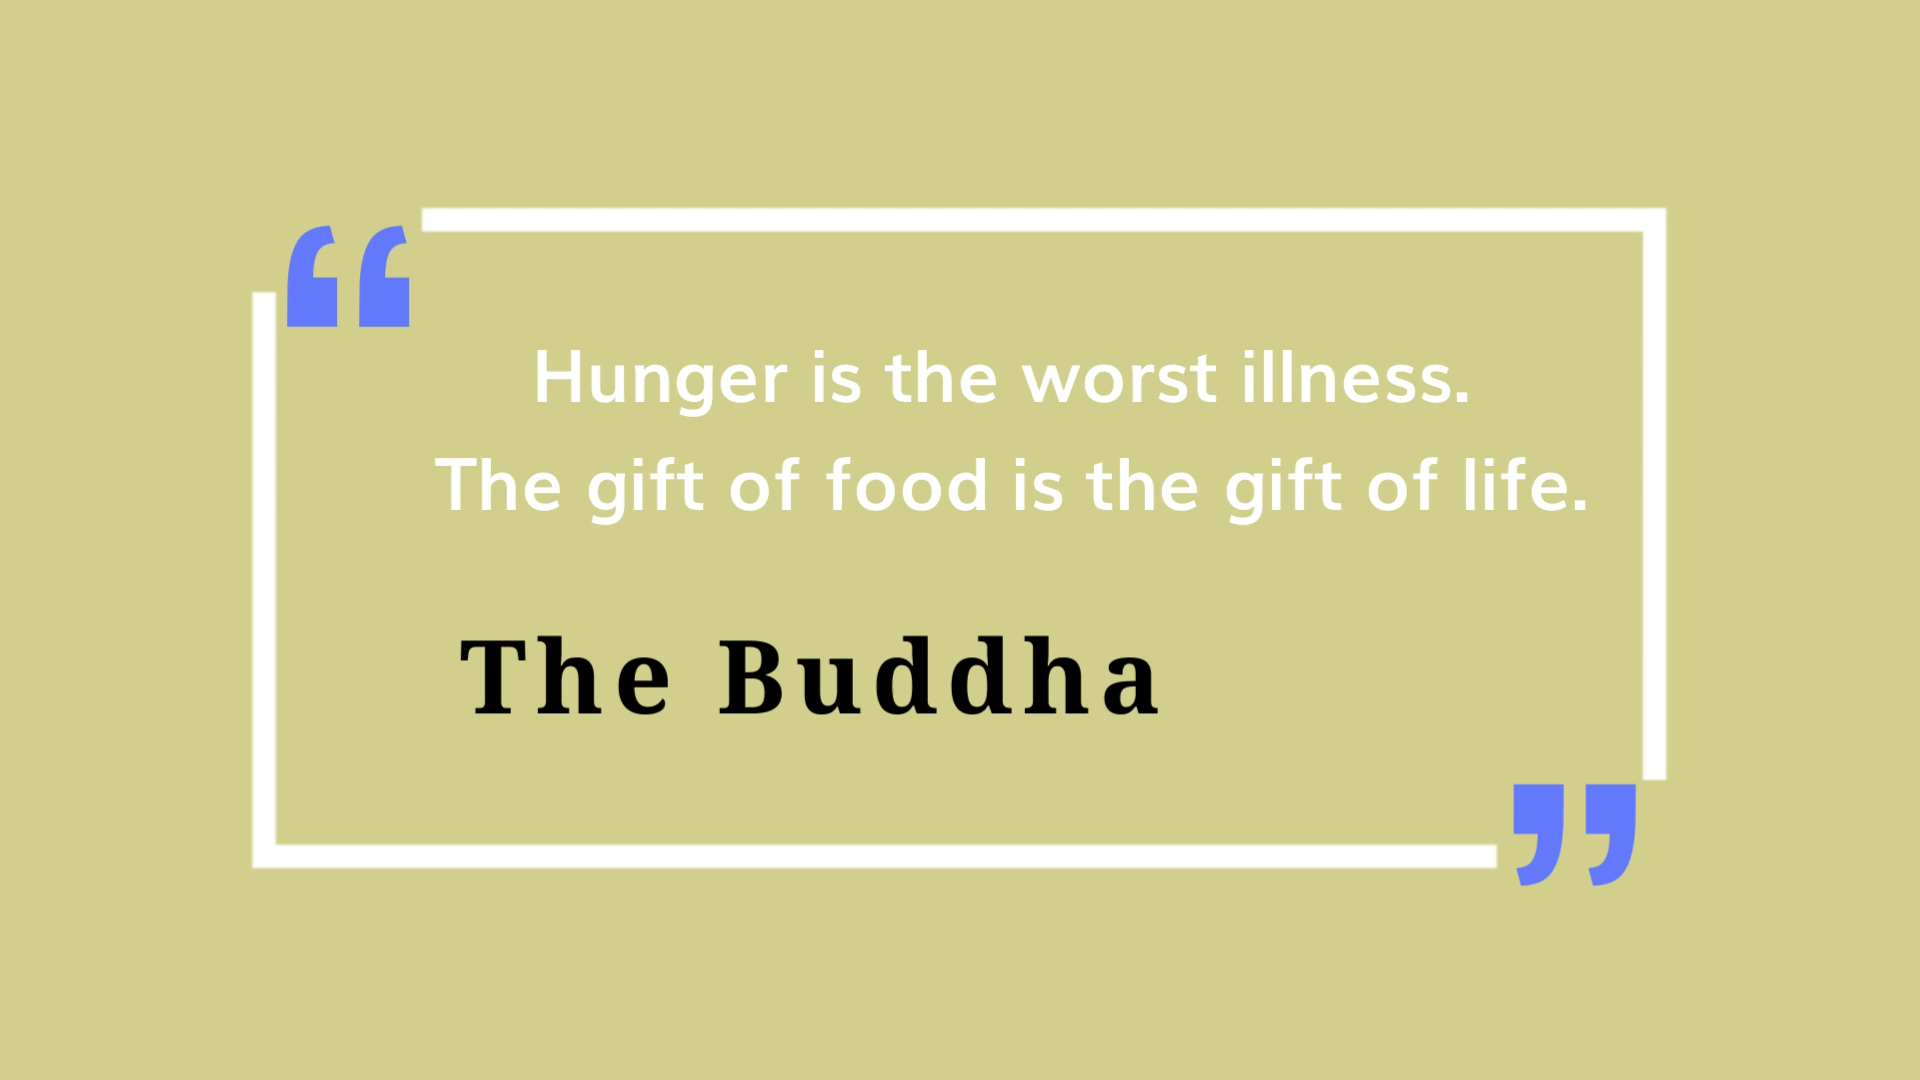 “
Hunger is the worst illness.
The gift of food is the gift of life.
The Buddha
”